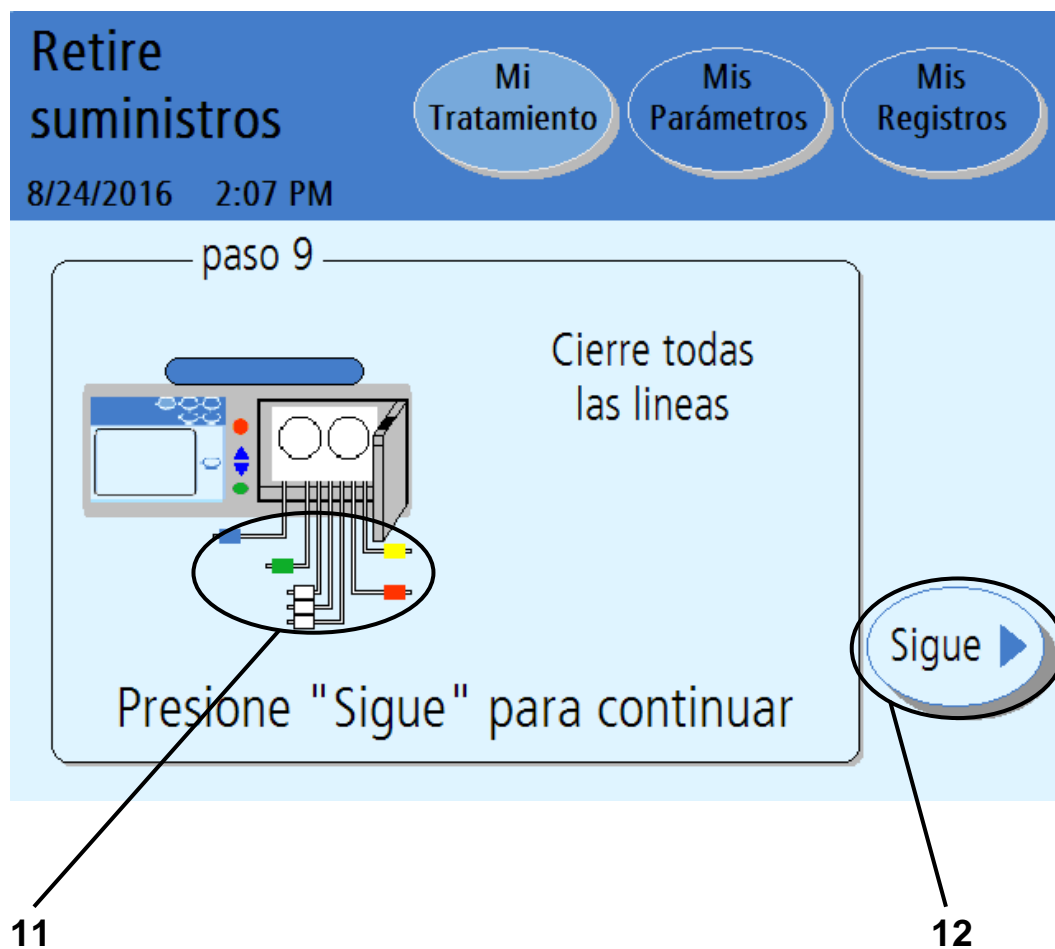 Retire
suministros
8/24/2016 2:07 PM
Mi
Tratamiento
Mis
Parámetros
Mis
Registros
paso 9
Cierre todas
las lineas
Presione "Sigue" para continuar
Sigue
11
12